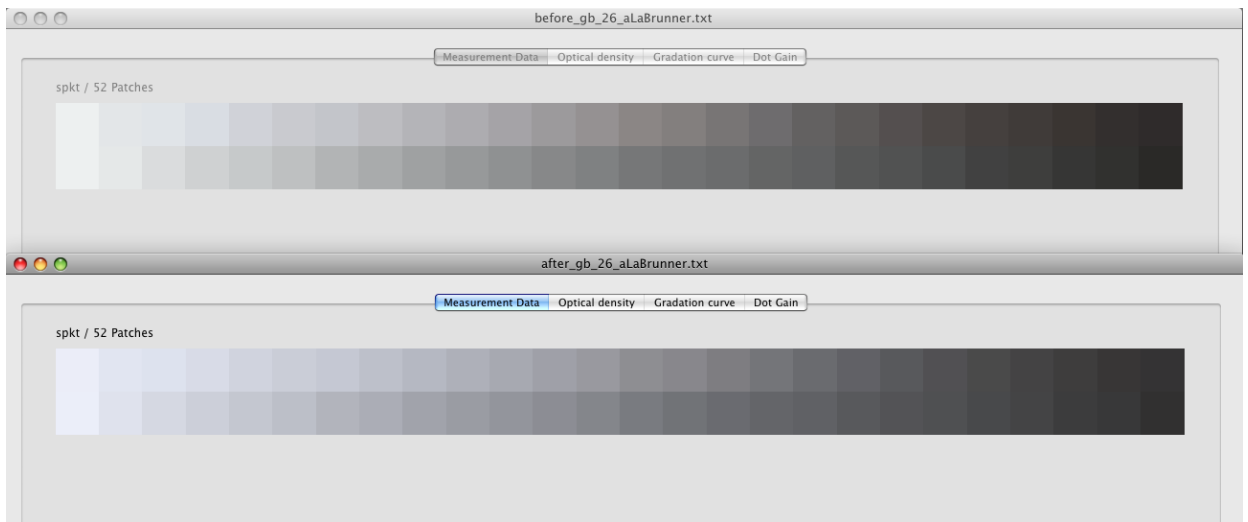 before_gb_26_aLaBrunner.txt
Measurement Data Optical density Gradation curve Dot Gain
spkt / 52 Patches
after_gb_26_aLaBrunner.txt
Measurement Data Optical density Gradation curve Dot Gain
spkt / 52 Patches